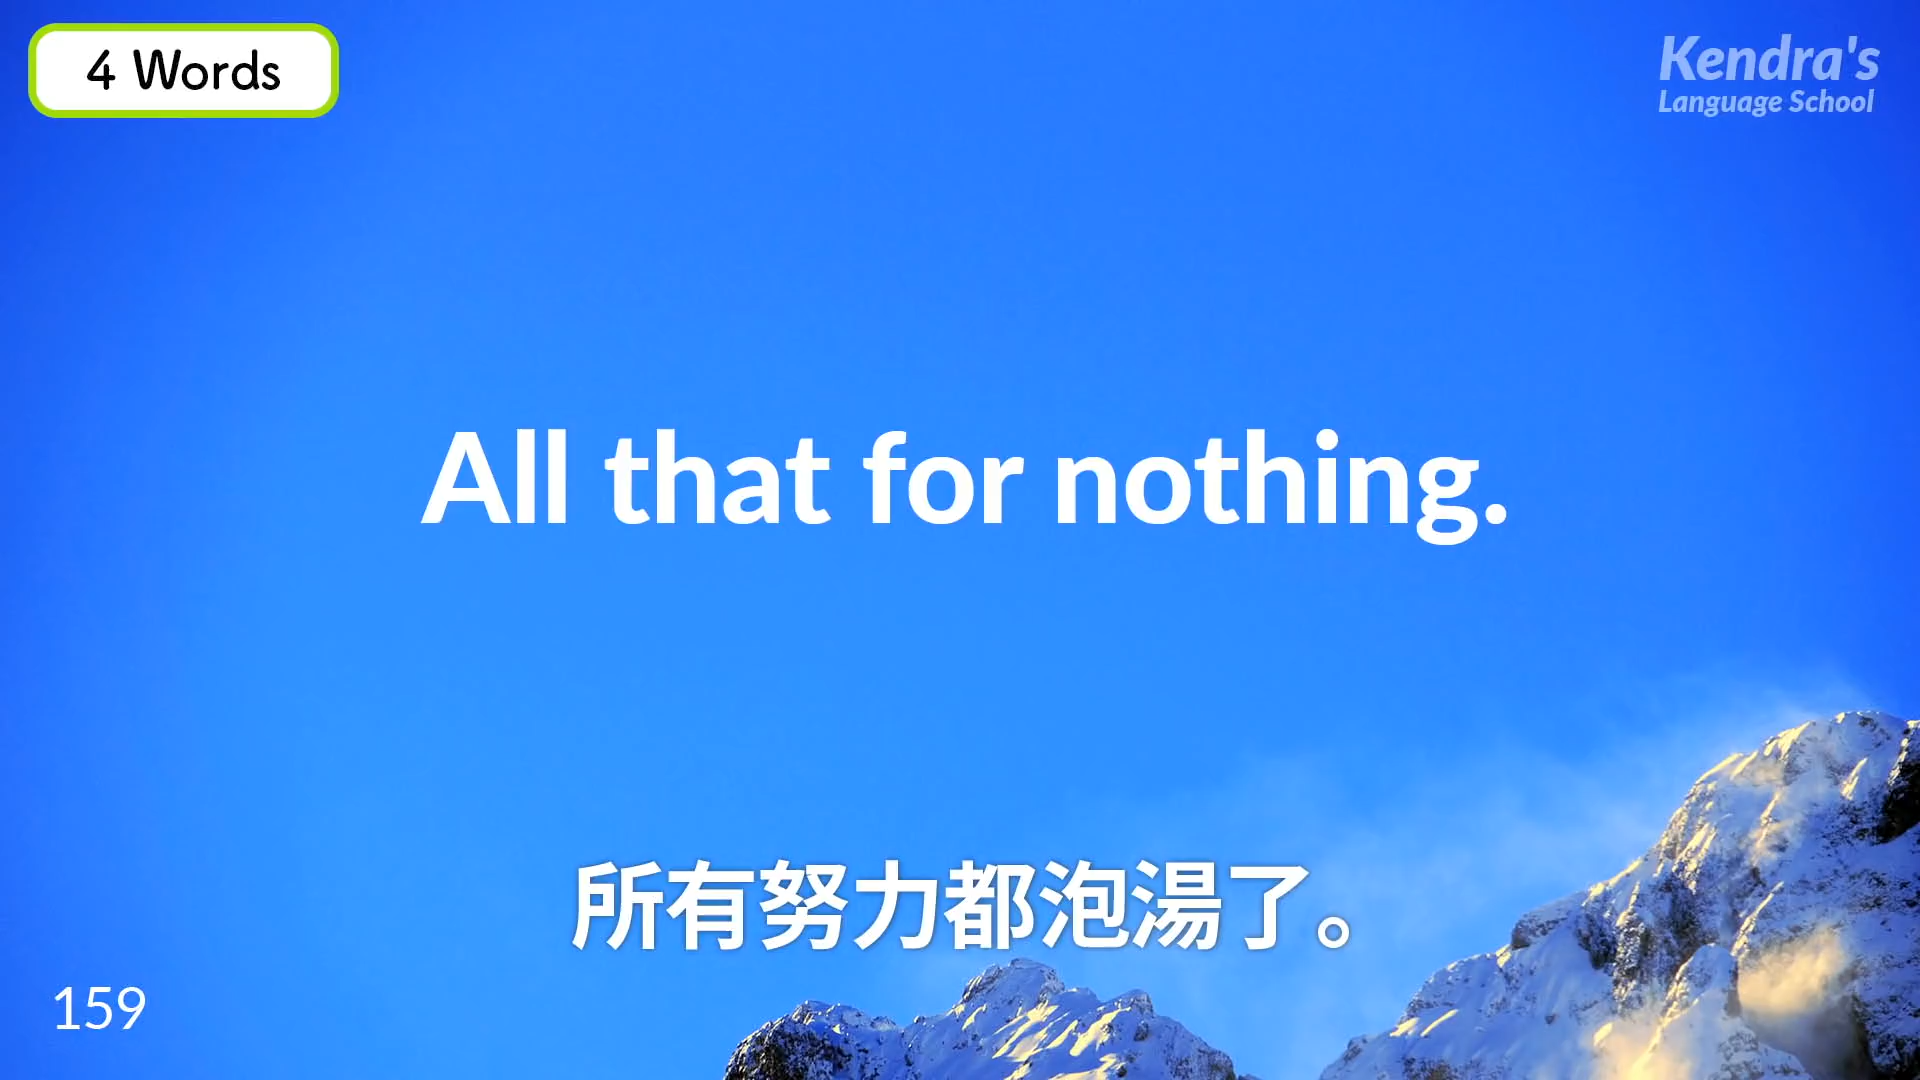 4 Words
Kendra's
Language School
All that for nothing.
所有努力都泡湯了。
159